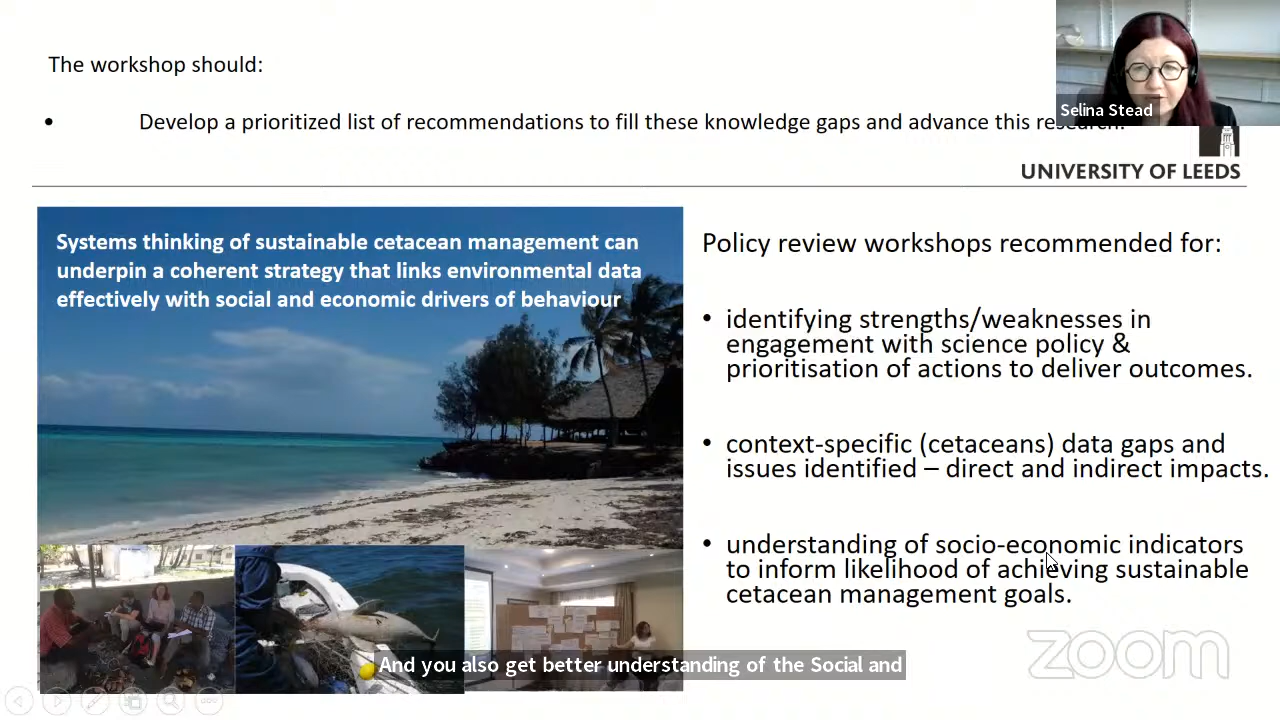 The workshop should:
• Develop a prioritized list of recommendations to fill these knowledge gaps and advance this research.
Selina Stead
UNIVERSITY OF LEEDS
Systems thinking of sustainable cetacean management can
underpin a coherent strategy that links environmental data
effectively with social and economic drivers of behaviour
Policy review workshops recommended for:
• identifying strengths/weaknesses in
engagement with science policy &
prioritisation of actions to deliver outcomes.
• context-specific (cetaceans) data gaps and
issues identified – direct and indirect impacts.
• understanding of socio-economic indicators
to inform likelihood of achieving sustainable
cetacean management goals.
And you also get better understanding of the Social and
zoom